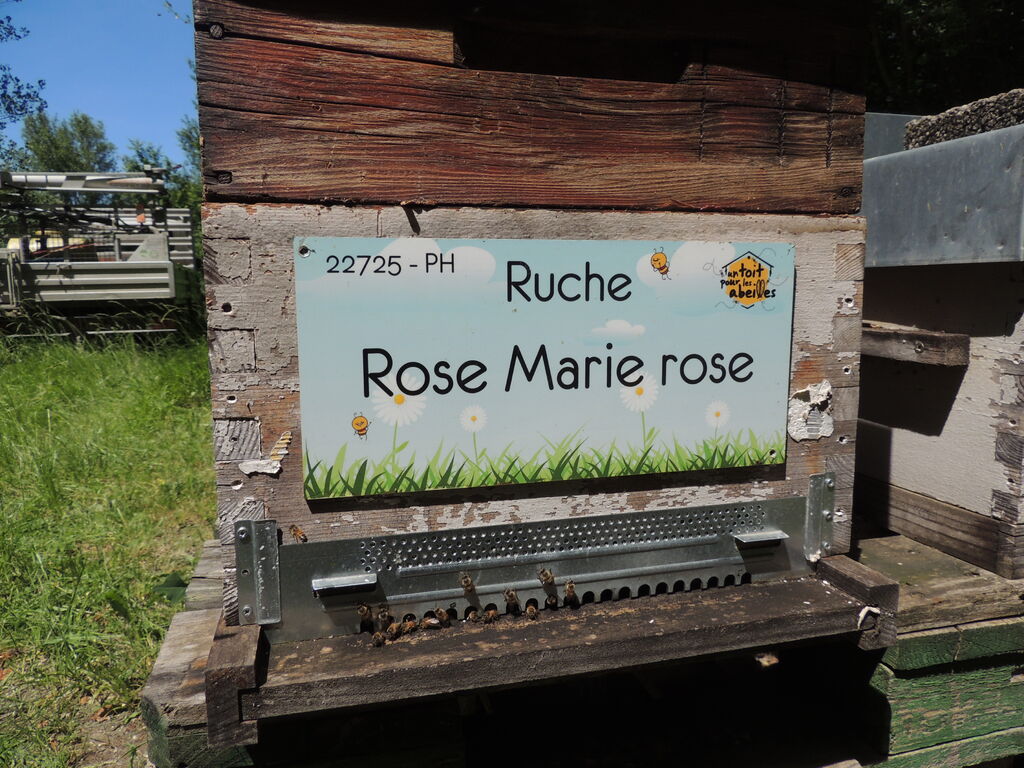 22725 - PH
Ruche
un toit
pour les
abeilles
Rose Marie rose